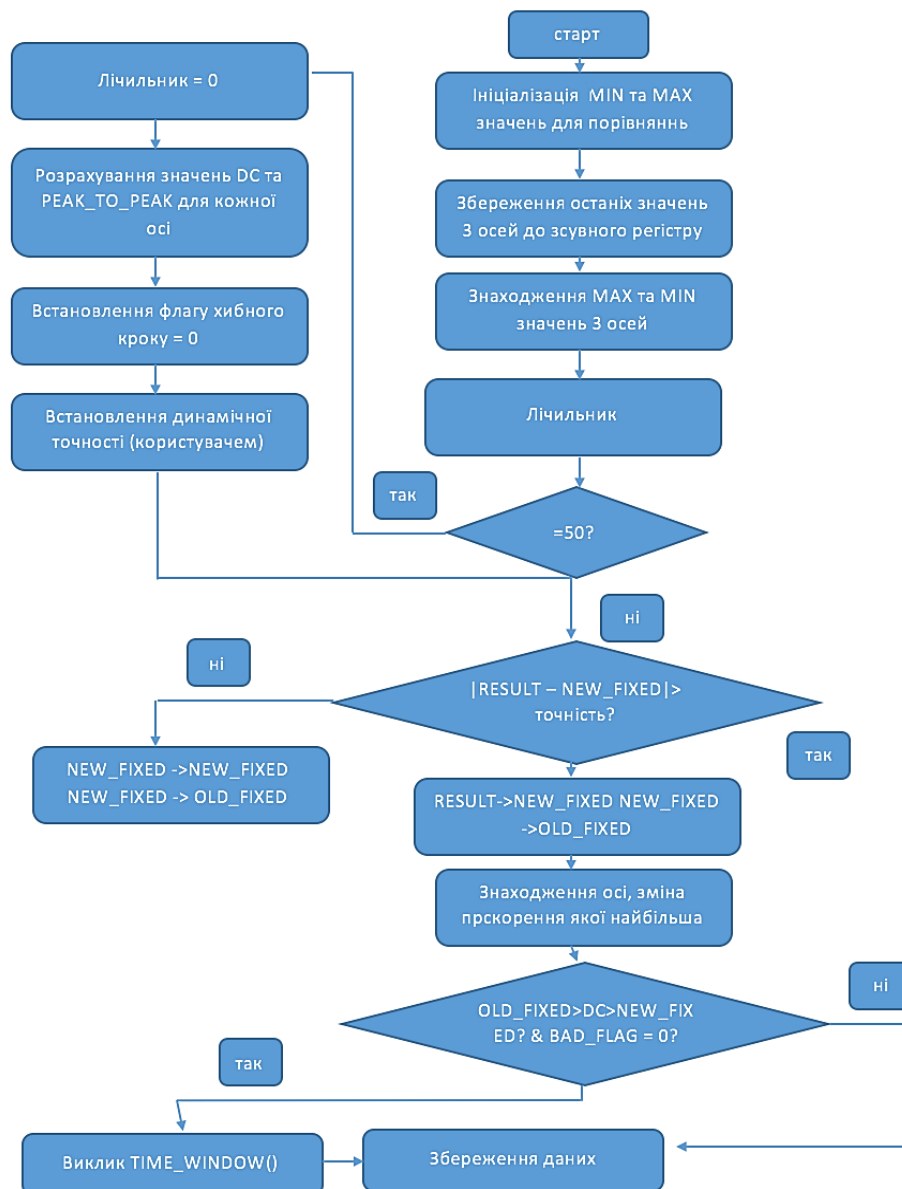 старт
Лічильник = 0
Ініціалізація MIN та MAX
значень для порівняннь
Розрахування значень DC та
PEAK_TO_PEAK для кожної
осі
Збереження останіх значень
3 осей до зсувного регістру
Встановлення флагу хибного
кроку = 0
Знаходження MAX та MIN
значень 3 осей
Встановлення динамічної
точності (користувачем)
Лічильник
так
=50?
ні
ні
|RESULT – NEW_FIXED|>
точність?
так
NEW_FIXED ->NEW_FIXED
NEW_FIXED -> OLD_FIXED
RESULT->NEW_FIXED NEW_FIXED
->OLD_FIXED
Знаходження осі, зміна
прскорення якої найбільша
ні
OLD_FIXED>DC>NEW_FIX
ED? & BAD_FLAG = 0?
так
Виклик TIME_WINDOW()
Збереження даних